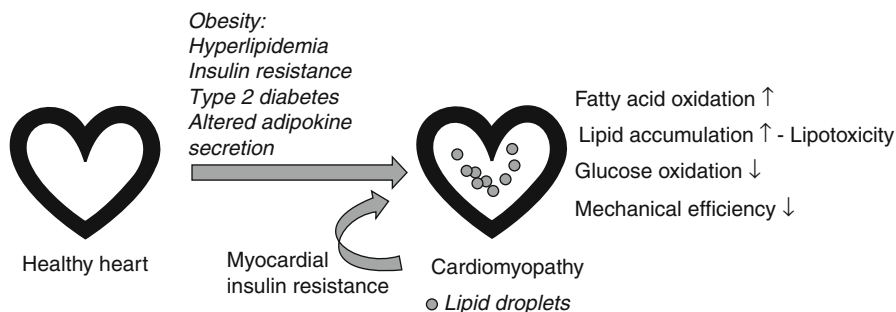 Obesity:
Hyperlipidemia
Insulin resistance
Type 2 diabetes
Altered adipokine
secretion
Fatty acid oxidation ↑
Lipid accumulation ↑ - Lipotoxicity
Glucose oxidation ↓
Mechanical efficiency ↓
Healthy heart
Myocardial
insulin resistance
Cardiomyopathy
Lipid droplets